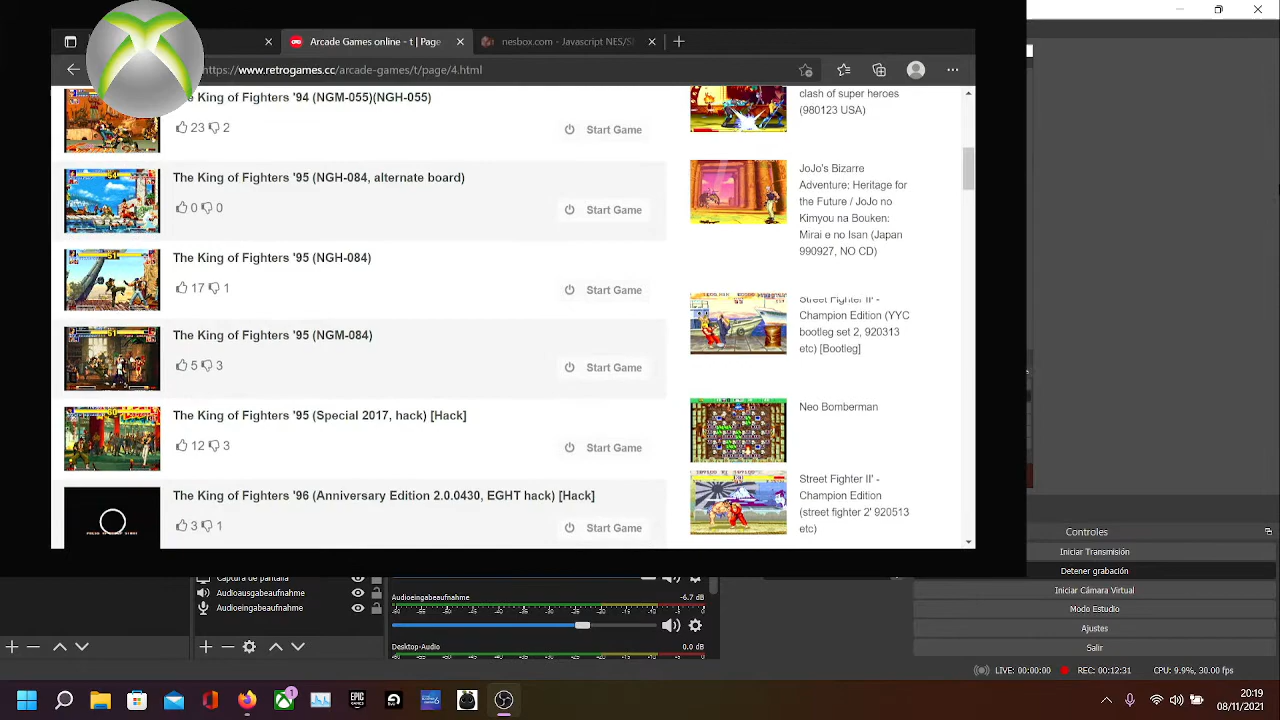 Arcade Games online - t | Page
nesbox.com - Javascript NES/S
https://www.retrogames.cc/arcade-games/t/page/4.html
The King of Fighters '94 (NGM-055)(NGH-055)
23 2
Start Game
The King of Fighters '95 (NGH-084, alternate board)
0 0
Start Game
The King of Fighters '95 (NGH-084)
17 1
Start Game
The King of Fighters '95 (NGM-084)
5 3
Start Game
The King of Fighters '95 (Special 2017, hack) [Hack]
12 3
Start Game
The King of Fighters '96 (Anniversary Edition 2.0.0430, EGHT hack) [Hack]
3 1
Start Game
clash of super heroes
(980123 USA)
JoJo's Bizarre
Adventure: Heritage for
the Future / JoJo no
Kimyou na Bouken:
Mirai e no Isan (Japan
990927, NO CD)
Street Fighter II' -
Champion Edition (YYC
bootleg set 2, 920313
etc) [Bootleg]
Neo Bomberman
Street Fighter II' -
Champion Edition
(street fighter 2' 920513
etc)
Captura de pantalla
Audioausgabeaufnahme
Audioeingabeaufnahme
Audioeingabeaufnahme
-6.7 dB
Desktop-Audio
0.0 dB
Controles
Iniciar Transmisión
Detener grabación
Iniciar Cámara Virtual
Modo Estudio
Ajustes
Salir
LIVE: 00:00:00
REC: 00:12:31
CPU: 9.9%, 30.00 fps
EPIC
GAMES
1
20:19
08/11/2021